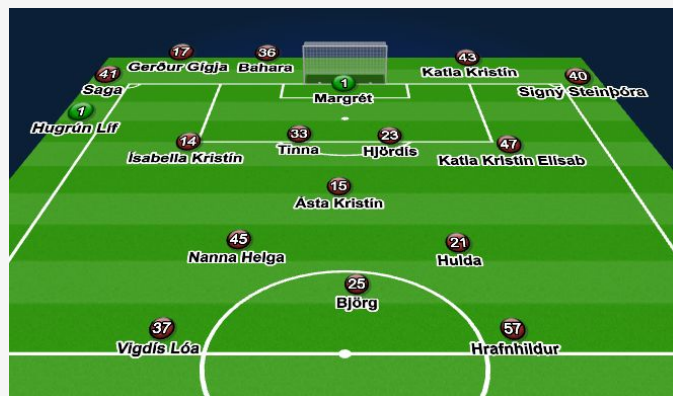 17
Gerður Gígja
36
Bahara
43
Katla Kristín
41
Saga
40
Signý Steinþóra
1
Margrét
1
Hugrún Líf
14
Ísabella Kristín
33
Tinna
23
Hjördís
47
Katla Kristín Elísab
15
Ásta Kristín
45
Nanna Helga
21
Hulda
25
Björg
37
Vigdís Lóa
57
Hrafnhildur